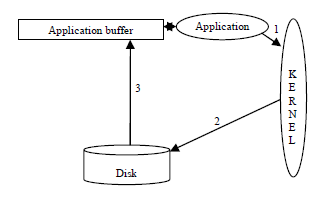 Application buffer
Application
1
K
E
R
N
E
L
3
2
Disk